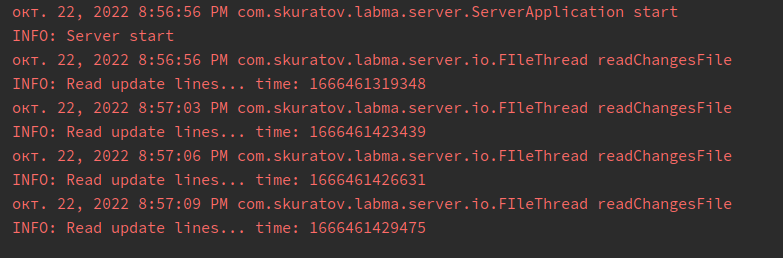 окт. 22, 2022 8:56:56 PM com.skuratov.labma.server.ServerApplication start
INFO: Server start
окт. 22, 2022 8:56:56 PM com.skuratov.labma.server.io.FIleThread readChangesFile
INFO: Read update lines... time: 1666461319348
окт. 22, 2022 8:57:03 PM com.skuratov.labma.server.io.FIleThread readChangesFile
INFO: Read update lines... time: 1666461423439
окт. 22, 2022 8:57:06 PM com.skuratov.labma.server.io.FIleThread readChangesFile
INFO: Read update lines... time: 1666461426631
окт. 22, 2022 8:57:09 PM com.skuratov.labma.server.io.FIleThread readChangesFile
INFO: Read update lines... time: 1666461429475